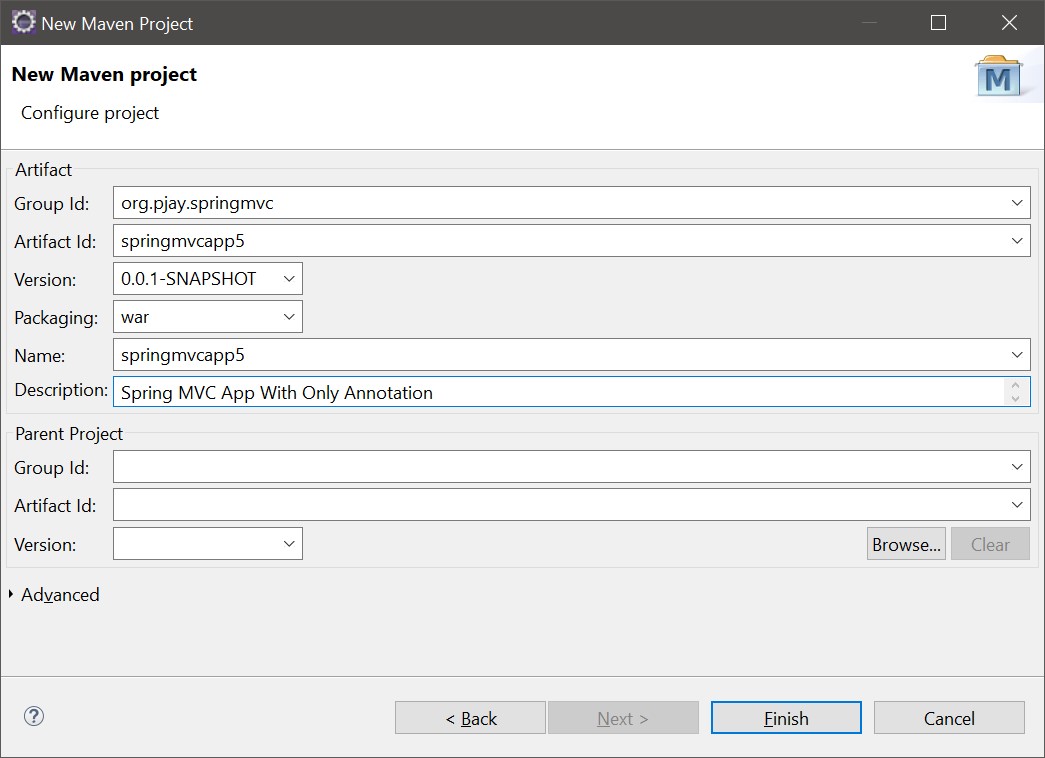 New Maven Project
New Maven project
M
Configure project
Artifact
Group Id: org.pjay.springmvc
Artifact Id: springmvcapp5
Version: 0.0.1-SNAPSHOT
Packaging: war
Name: springmvcapp5
Description: Spring MVC App With Only Annotation
Parent Project
Group Id:
Artifact Id:
Version: Browse... Clear
Advanced
? < Back Next > Finish Cancel